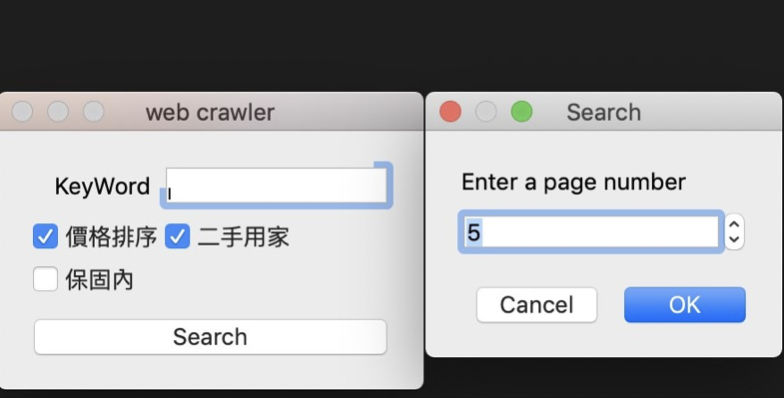 web crawler
KeyWord
價格排序 二手用家
保固內
Search
Search
Enter a page number
5
Cancel OK